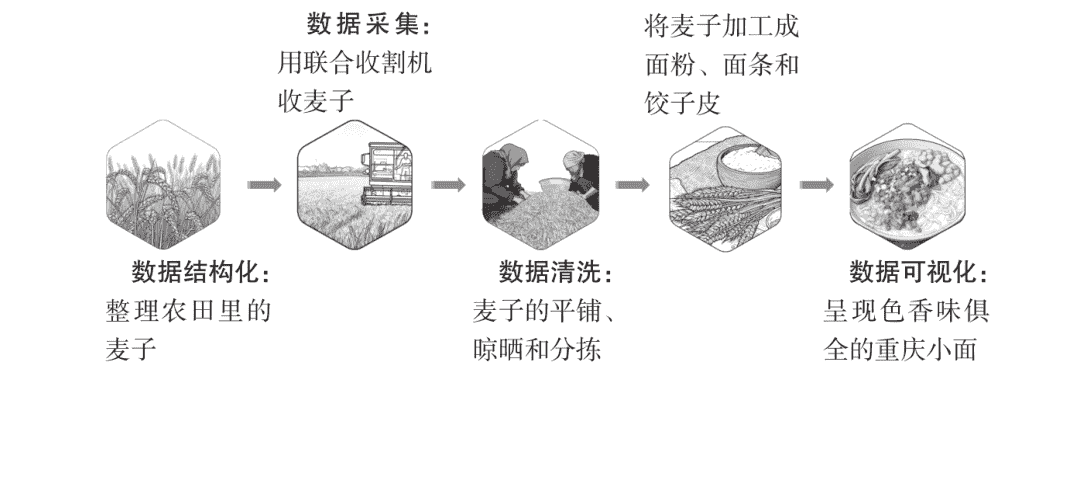 数据采集：
用联合收割机
收麦子
将麦子加工成
面粉、面条和
饺子皮
数据结构化：
整理农田里的
麦子
数据清洗：
麦子的平铺、
晾晒和分拣
数据可视化：
呈现色香味俱
全的重庆小面